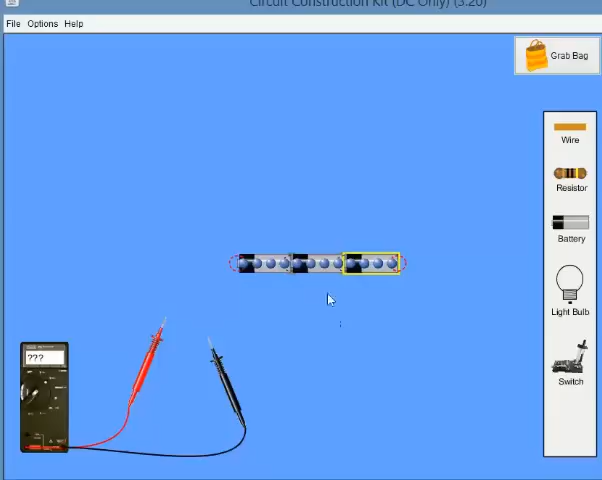 Circuit Construction Kit (DC Only) (3.20)
File Options Help
Grab Bag
Wire
Resistor
Battery
Light Bulb
Switch
???